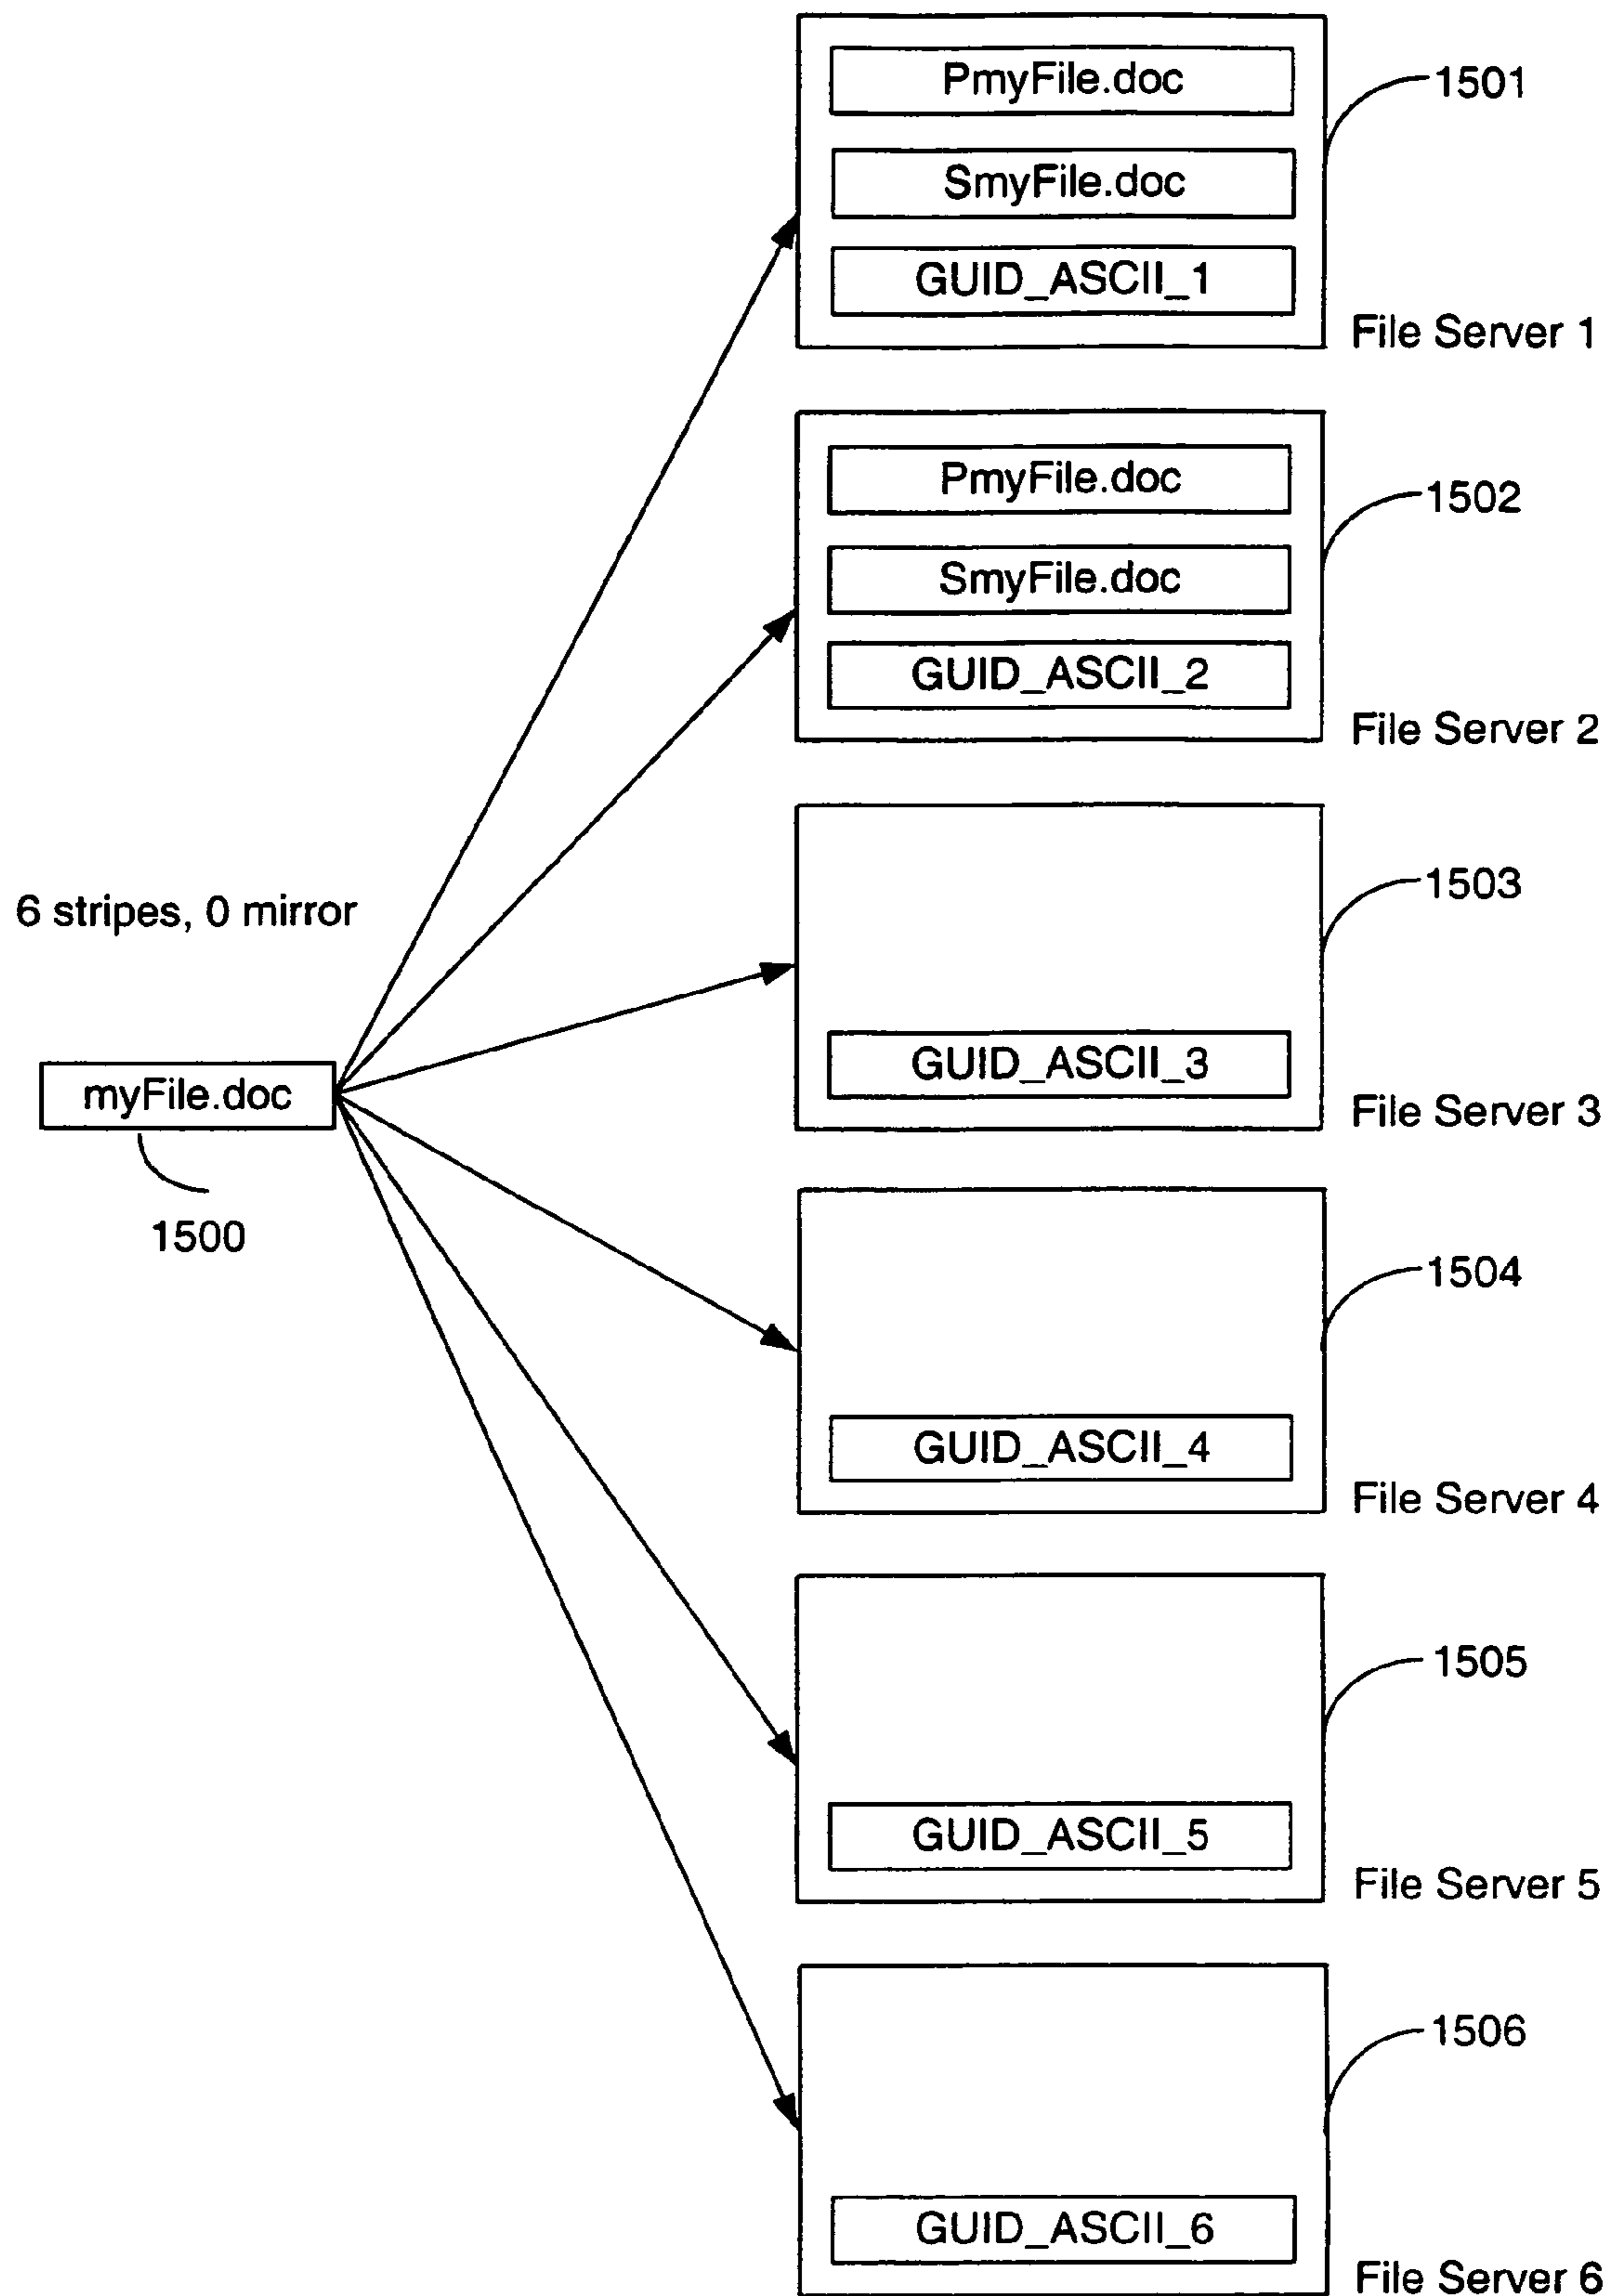 PmyFile.doc
1501
SmyFile.doc
GUID_ASCII_1
File Server 1
PmyFile.doc
1502
SmyFile.doc
GUID_ASCII_2
File Server 2
6 stripes, 0 mirror
1503
GUID_ASCII_3
myFile.doc
File Server 3
1500
1504
GUID_ASCII_4
File Server 4
1505
GUID_ASCII_5
File Server 5
1506
GUID_ASCII_6
File Server 6